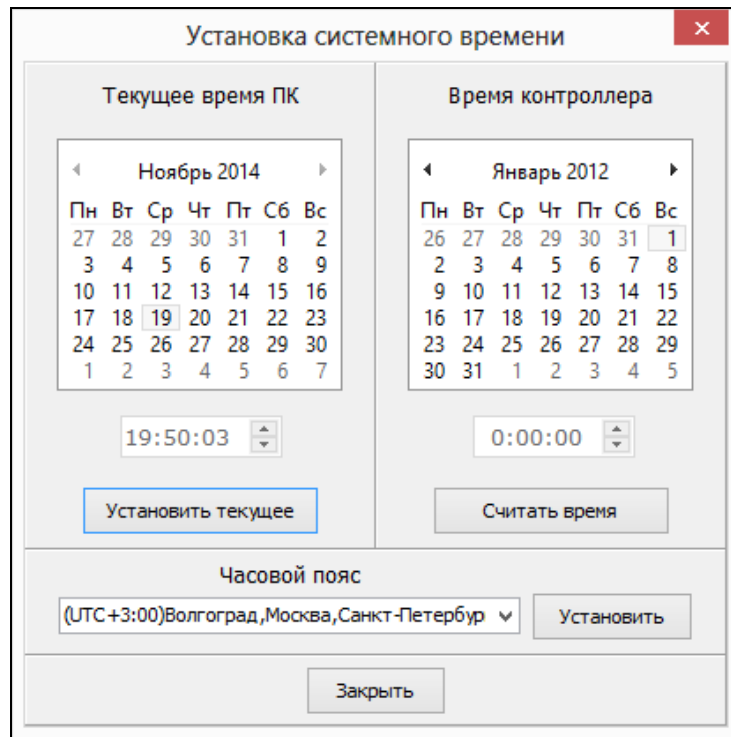 Установка системного времени
Текущее время ПК
Ноябрь 2014
Пн Вт Ср Чт Пт Сб Вс
27 28 29 30 31 1 2
3 4 5 6 7 8 9
10 11 12 13 14 15 16
17 18 19 20 21 22 23
24 25 26 27 28 29 30
1 2 3 4 5 6 7
19:50:03
Установить текущее
Время контроллера
Январь 2012
Пн Вт Ср Чт Пт Сб Вс
26 27 28 29 30 31 1
2 3 4 5 6 7 8
9 10 11 12 13 14 15
16 17 18 19 20 21 22
23 24 25 26 27 28 29
30 31 1 2 3 4 5
0:00:00
Считать время
Часовой пояс
(UTC+3:00)Волгоград,Москва,Санкт-Петербур
Установить
Закрыть